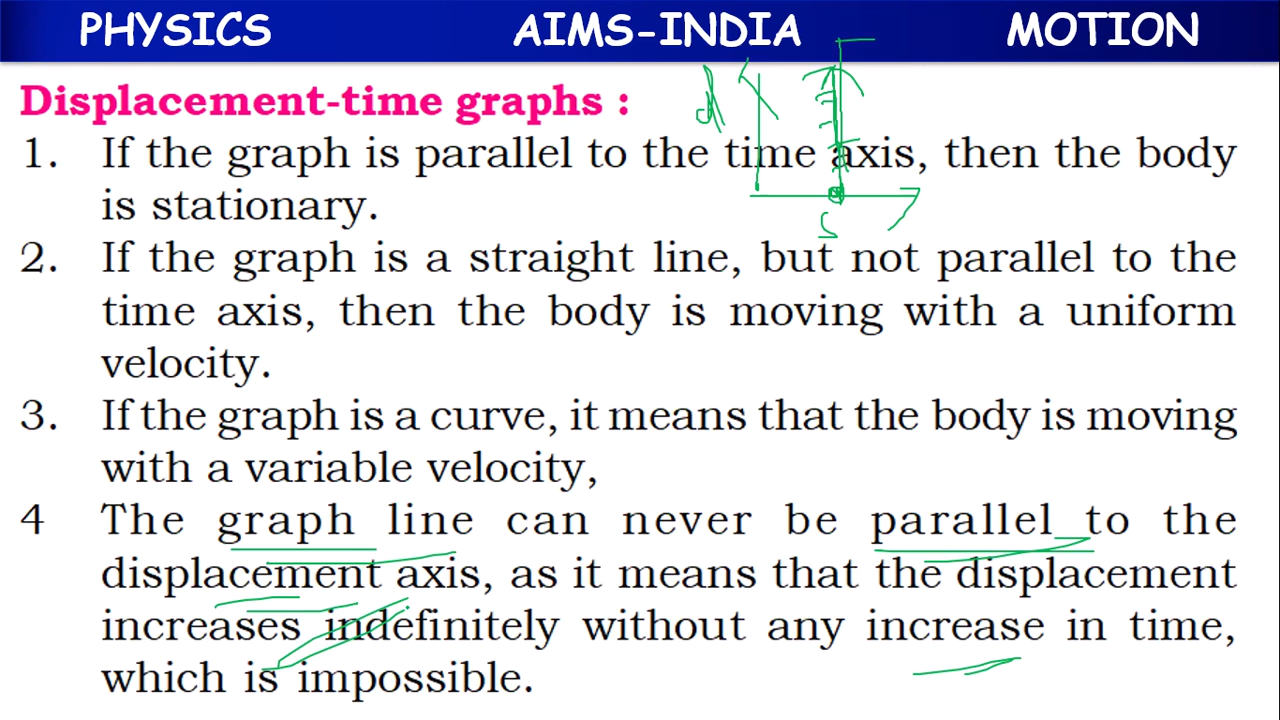 PHYSICS AIMS-INDIA MOTION
Displacement-time graphs :
1. If the graph is parallel to the time axis, then the body
is stationary.
2. If the graph is a straight line, but not parallel to the
time axis, then the body is moving with a uniform
velocity.
3. If the graph is a curve, it means that the body is moving
with a variable velocity,
4 The graph line can never be parallel to the
displacement axis, as it means that the displacement
increases indefinitely without any increase in time,
which is impossible.
d
5